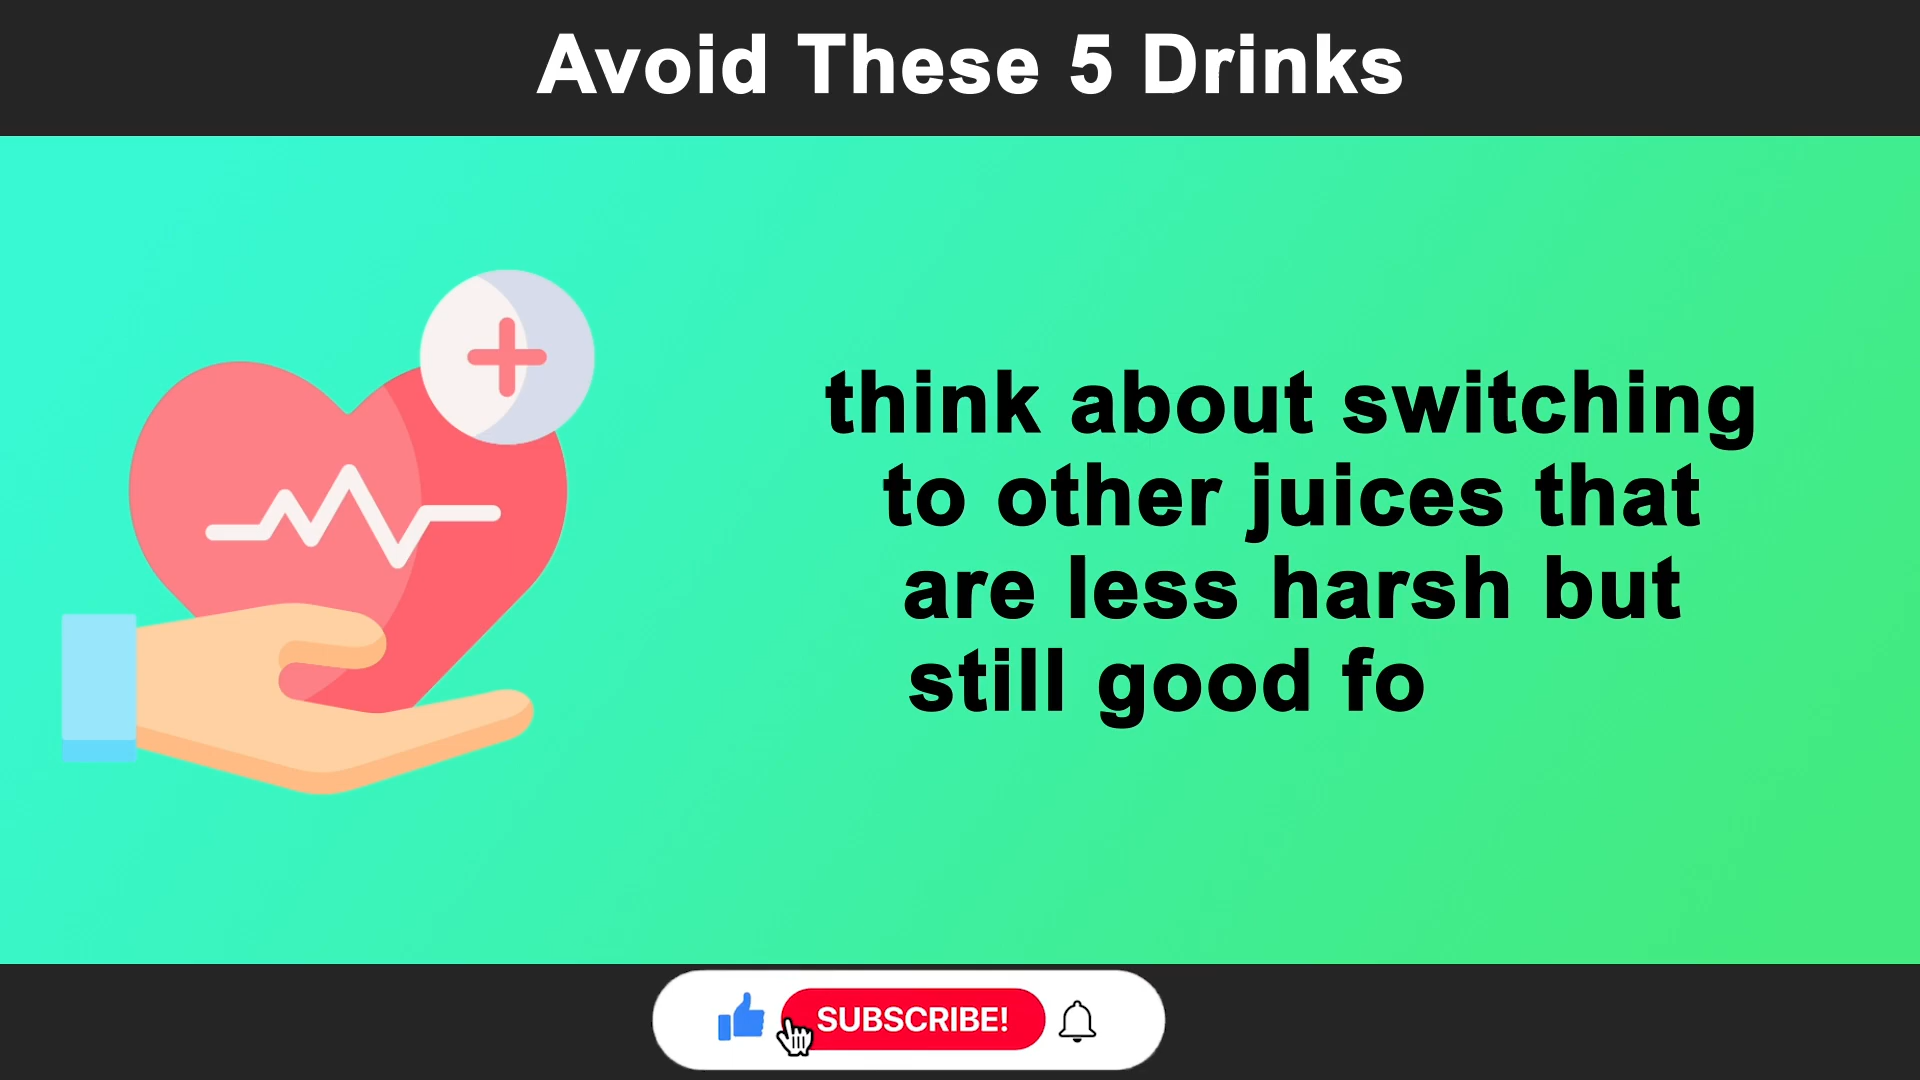 Avoid These 5 Drinks
think about switching
to other juices that
are less harsh but
still good fo
SUBSCRIBE!